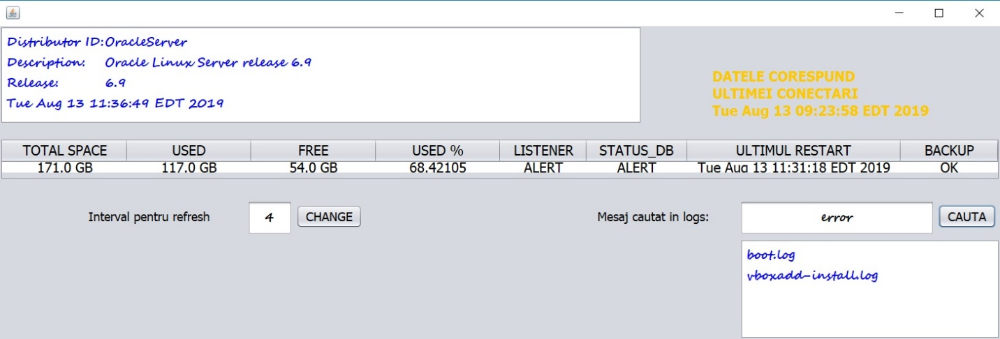 Distributor ID:OracleServer
Description: Oracle Linux Server release 6.9
Release: 6.9
Tue Aug 13 11:36:49 EDT 2019
DATELE CORESPUND
ULTIMEI CONECTARI
Tue Aug 13 09:23:58 EDT 2019
TOTAL SPACE USED FREE USED % LISTENER STATUS_DB ULTIMUL RESTART BACKUP
171.0 GB 117.0 GB 54.0 GB 68.42105 ALERT ALERT Tue Aug 13 11:31:18 EDT 2019 OK
Interval pentru refresh 4 CHANGE Mesaj cautat in logs: error CAUTA
boot.log
vboxadd-install.log